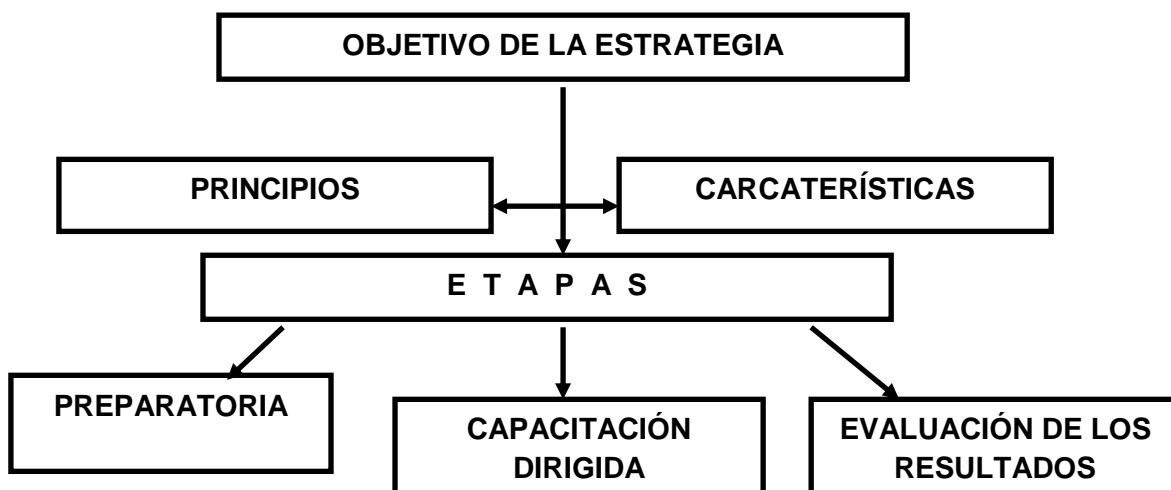 OBJETIVO DE LA ESTRATEGIA
PRINCIPIOS
CARCATERÍSTICAS
E T A P A S
PREPARATORIA
CAPACITACIÓN
DIRIGIDA
EVALUACIÓN DE LOS
RESULTADOS